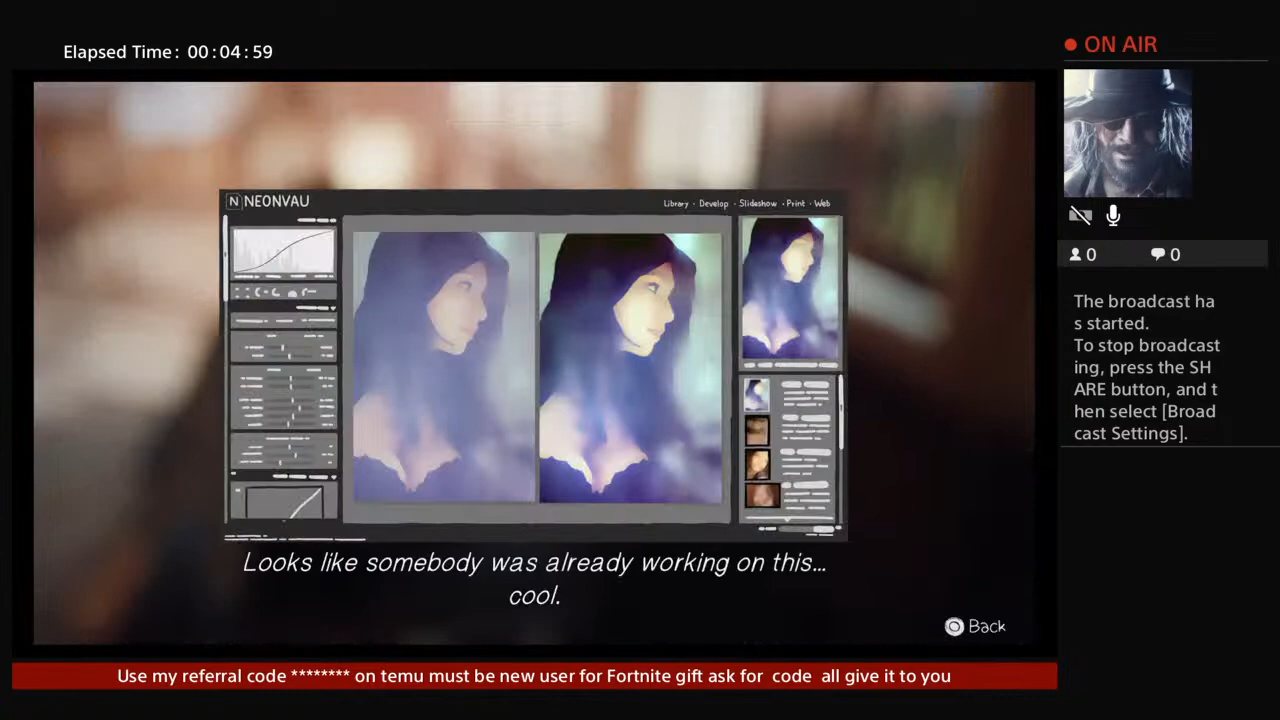 Elapsed Time: 00:04:59
ON AIR
N NEONVAU
Library · Develop · Slideshow · Print · Web
0 0
The broadcast ha
s started.
To stop broadcast
ing, press the SH
ARE button, and t
hen select [Broad
cast Settings].
Looks like somebody was already working on this...
cool.
Back
Use my referral code ******** on temu must be new user for Fortnite gift ask for code all give it to you